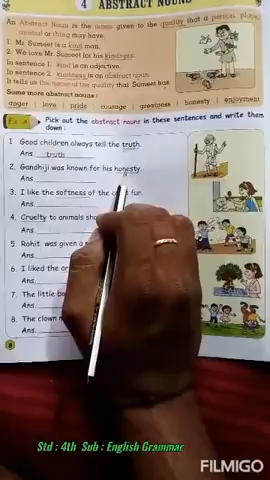 4 ABSTRACT NOUNS
An Abstract Noun is the name given to the quality that a person, place,
animal or thing may have.
1. Mr. Sumeet is a kind man.
2. We love Mr. Sumeet for his kindness.
In sentence 1. kind is an adjective.
In sentence 2. kindness is an abstract noun.
It tells us the name of the quality that Sumeet has.
Some more abstract nouns :
anger love pride courage greatness honesty enjoyment
Ex. A Pick out the abstract nouns in these sentences and write them
down :
1 Good children always tell the truth.
Ans. truth
2. Gandhiji was known for his honesty.
Ans.
3. I like the softness of the fur.
Ans.
4. Cruelty to animals
Ans.
5. Rohit was given a
Ans.
6. I liked the
Ans.
7. The little
Ans.
8. The clown
Ans.
8
Std : 4th Sub : English Grammar
FILMIGO